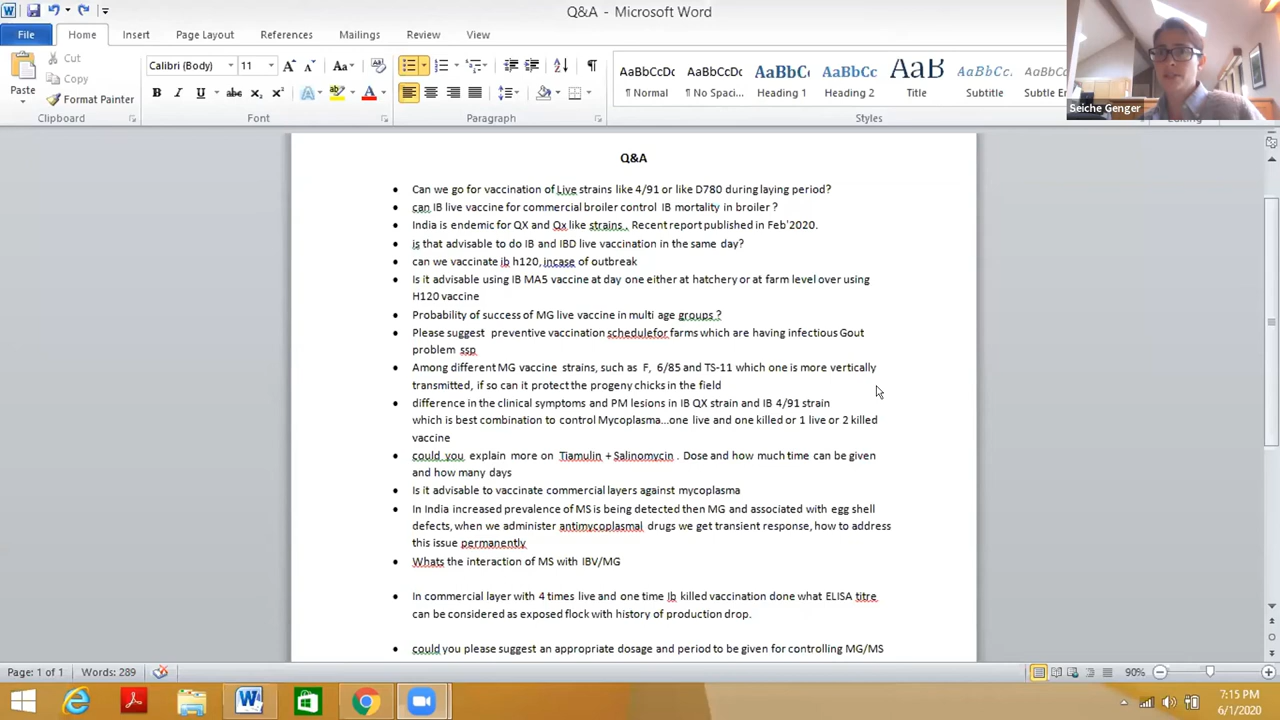 Q&A - Microsoft Word
File Home Insert Page Layout References Mailings Review View
Seiche Genger
Cut
Copy
Format Painter
Paste
Calibri (Body) 11
AaBbCcDc AaBbCcDc AaBbC AaBbCc AaB AaBbCc AaBbCcDc
¶ Normal ¶ No Spaci... Heading 1 Heading 2 Title Subtitle Subtle Em
Clipboard Font Paragraph Styles Editing
Q&A
• Can we go for vaccination of Live strains like 4/91 or like D780 during laying period?
• can IB live vaccine for commercial broiler control IB mortality in broiler ?
• India is endemic for QX and Qx like strains.. Recent report published in Feb'2020.
• is that advisable to do IB and IBD live vaccination in the same day?
• can we vaccinate ib h120, incase of outbreak
• Is it advisable using IB MA5 vaccine at day one either at hatchery or at farm level over using
H120 vaccine
• Probability of success of MG live vaccine in multi age groups ?
• Please suggest preventive vaccination schedulefor farms which are having infectious Gout
problem ssp
• Among different MG vaccine strains, such as F, 6/85 and TS-11 which one is more vertically
transmitted, if so can it protect the progeny chicks in the field
• difference in the clinical symptoms and PM lesions in IB QX strain and IB 4/91 strain
which is best combination to control Mycoplasma...one live and one killed or 1 live or 2 killed
vaccine
• could you explain more on Tiamulin + Salinomycin . Dose and how much time can be given
and how many days
• Is it advisable to vaccinate commercial layers against mycoplasma
• In India increased prevalence of MS is being detected then MG and associated with egg shell
defects, when we administer antimycoplasmal drugs we get transient response, how to address
this issue permanently
• Whats the interaction of MS with IBV/MG
• In commercial layer with 4 times live and one time Ib killed vaccination done what ELISA titre
can be considered as exposed flock with history of production drop.
• could you please suggest an appropriate dosage and period to be given for controlling MG/MS
Page: 1 of 1 Words: 289 90%
7:15 PM
6/1/2020